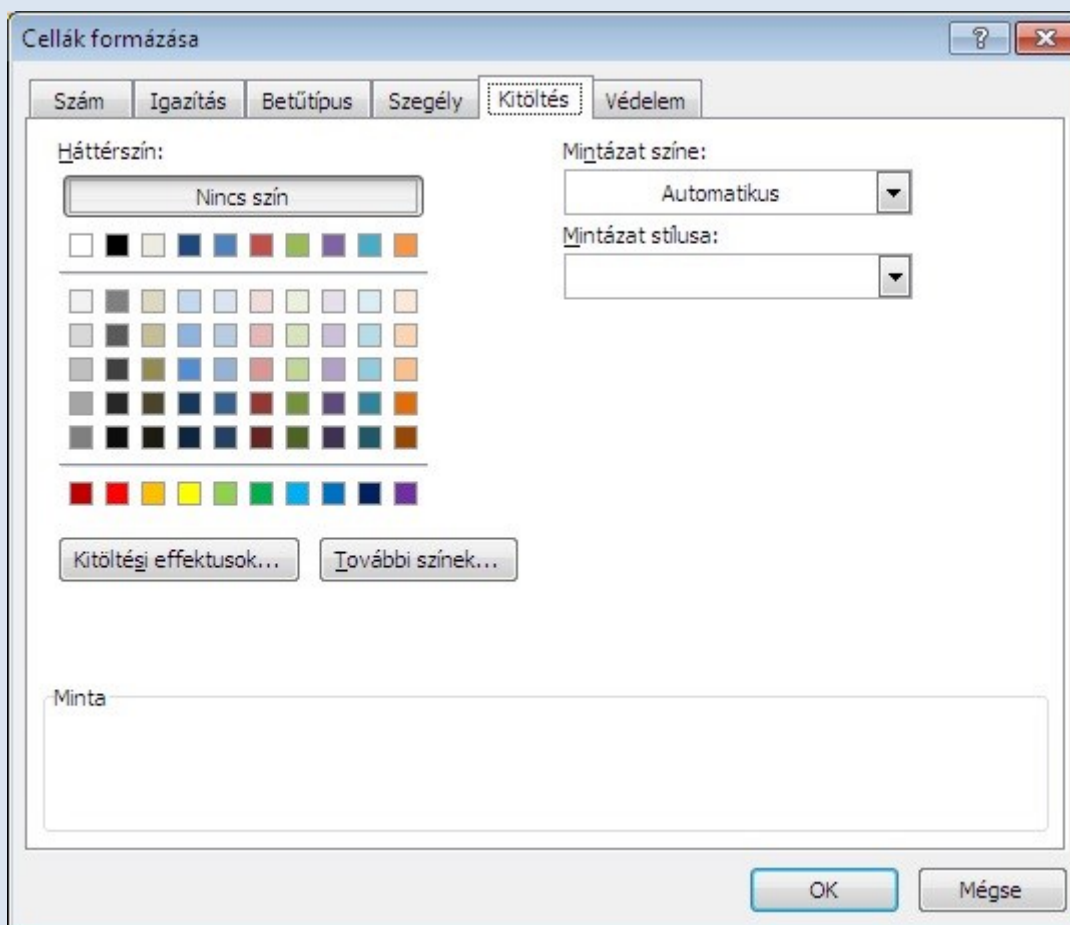 Cellák formázása
Szám Igazítás Betűtípus Szegély Kitöltés Védelem
Háttérszín:
Nincs szín
Mintázat színe:
Automatikus
Mintázat stílusa:
Kitöltési effektusok... További színek...
Minta
OK Mégse